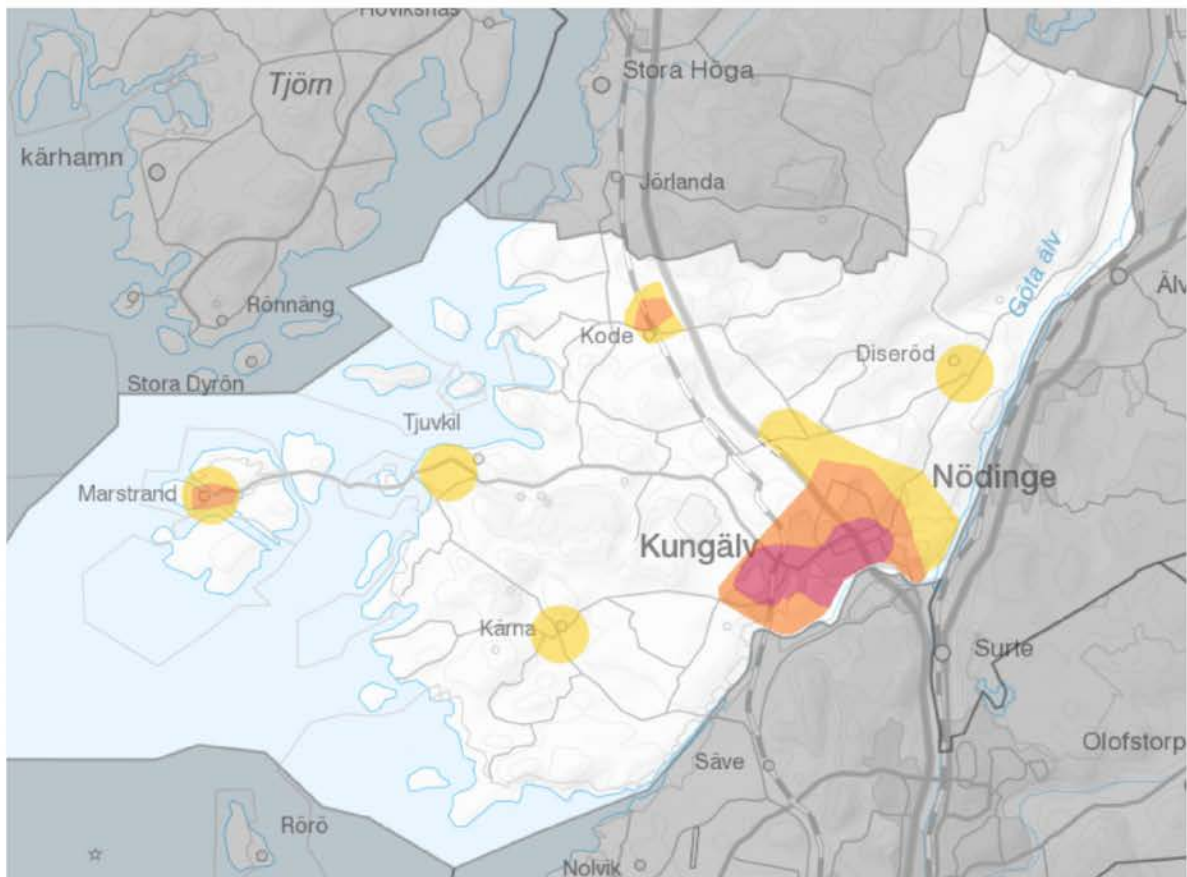 Tjörn
Stora Höga
kärhamn
Jörlanda
Göta älv
Rönnäng
Älv
Kode
Diseröd
Stora Dyrön
Tjuvkil
Marstrand
Nödinge
Kungälv
Kärna
Surte
Olofstorp
Säve
Rörö
Nolvik